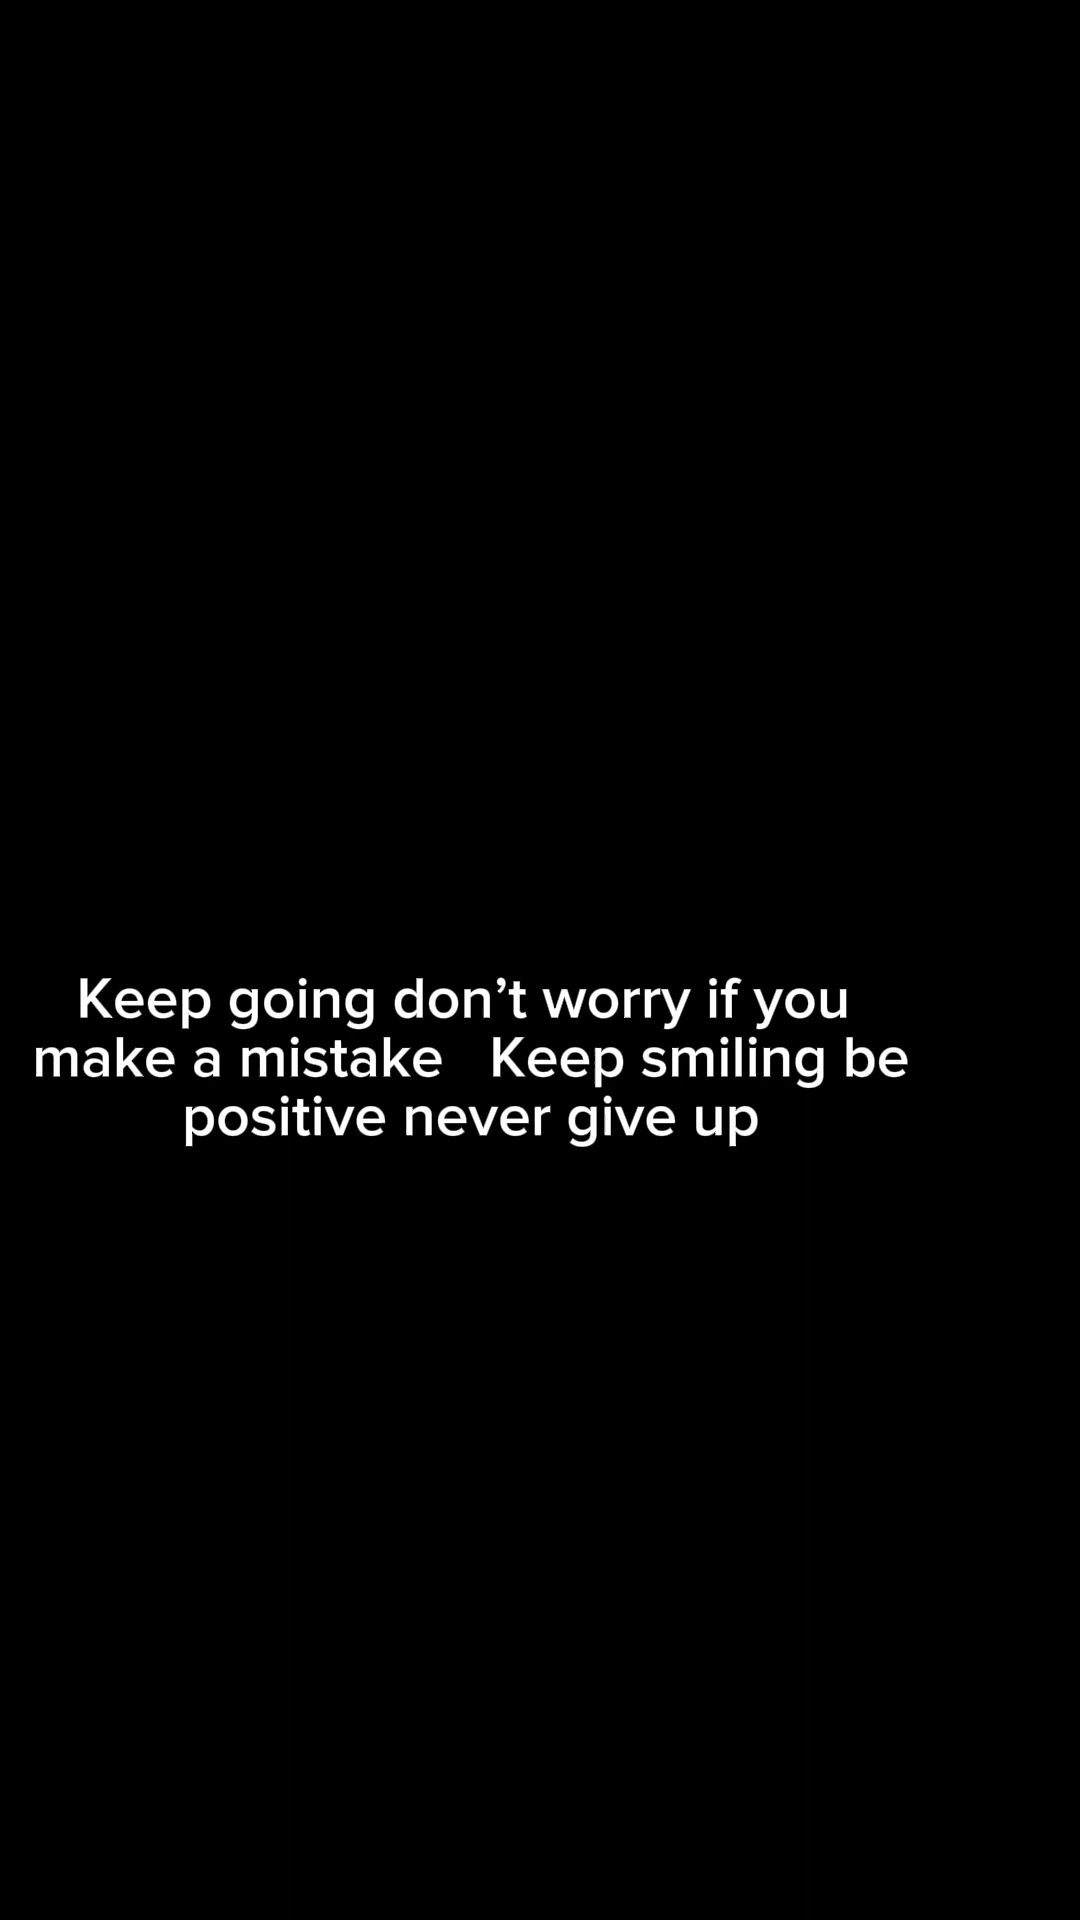 Keep going don’t worry if you
make a mistake   Keep smiling be
positive never give up